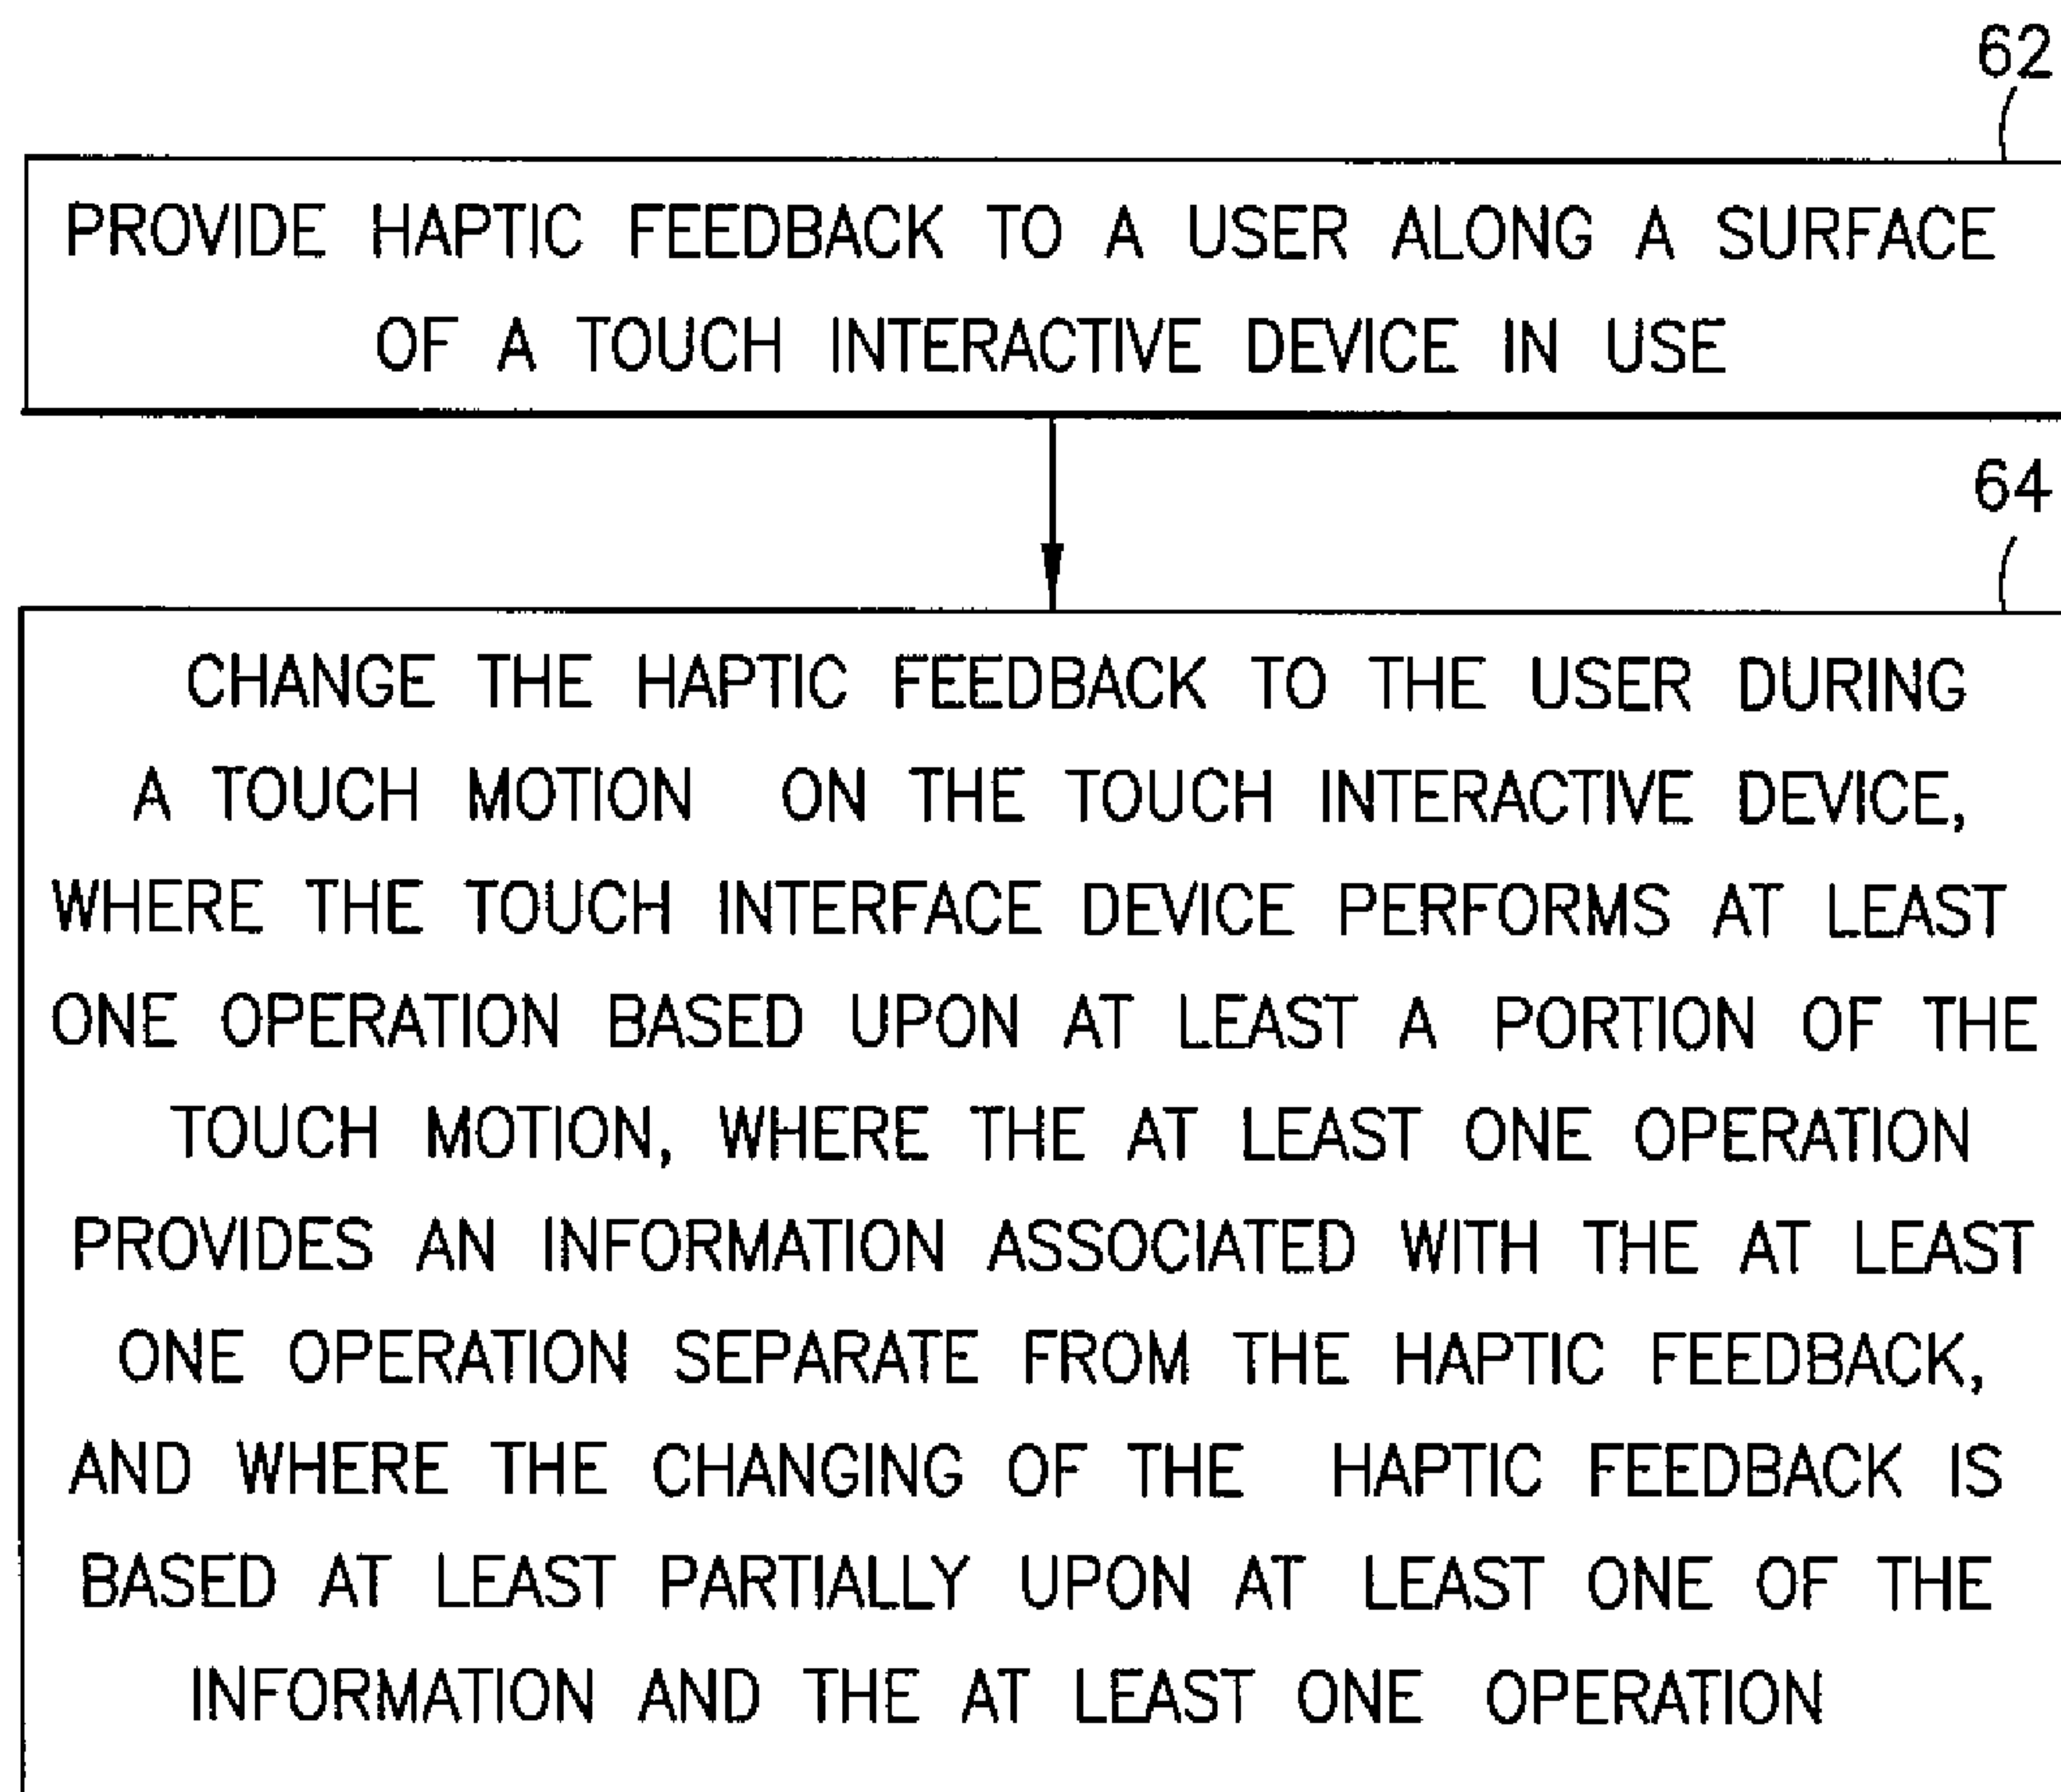 62
PROVIDE HAPTIC FEEDBACK TO A USER ALONG A SURFACE
OF A TOUCH INTERACTIVE DEVICE IN USE
64
CHANGE THE HAPTIC FEEDBACK TO THE USER DURING
A TOUCH MOTION ON THE TOUCH INTERACTIVE DEVICE,
WHERE THE TOUCH INTERFACE DEVICE PERFORMS AT LEAST
ONE OPERATION BASED UPON AT LEAST A PORTION OF THE
TOUCH MOTION, WHERE THE AT LEAST ONE OPERATION
PROVIDES AN INFORMATION ASSOCIATED WITH THE AT LEAST
ONE OPERATION SEPARATE FROM THE HAPTIC FEEDBACK,
AND WHERE THE CHANGING OF THE HAPTIC FEEDBACK IS
BASED AT LEAST PARTIALLY UPON AT LEAST ONE OF THE
INFORMATION AND THE AT LEAST ONE OPERATION